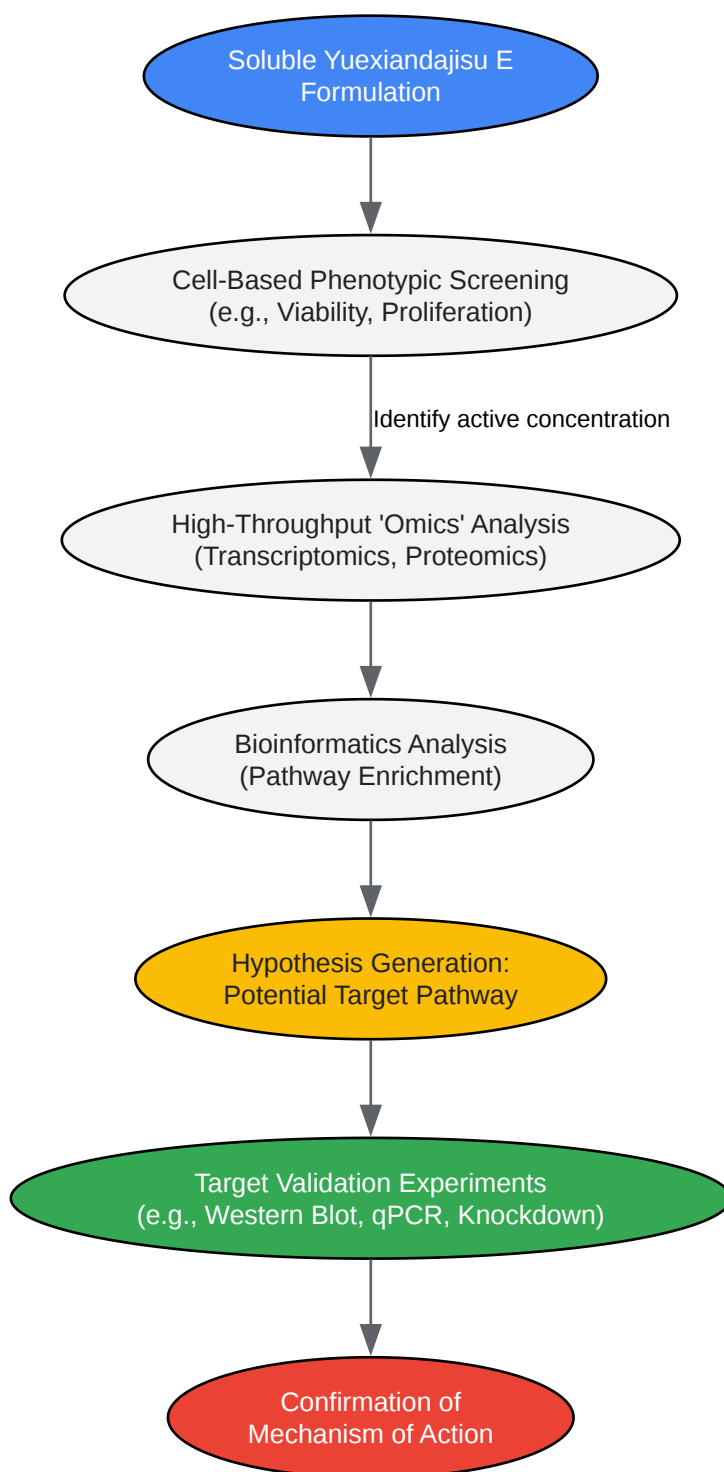 Soluble Yuexiandajisu E
Formulation
Cell-Based Phenotypic Screening
(e.g., Viability, Proliferation)
Identify active concentration
High-Throughput 'Omics' Analysis
(Transcriptomics, Proteomics)
Bioinformatics Analysis
(Pathway Enrichment)
Hypothesis Generation:
Potential Target Pathway
Target Validation Experiments
(e.g., Western Blot, qPCR, Knockdown)
Confirmation of
Mechanism of Action